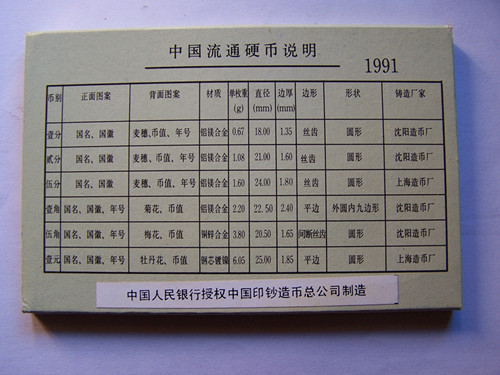 中国流通硬币说明
1991
币别 正面图案 背面图案 材质 单枚重(g) 直径(mm) 边厚(mm) 边形 形状 铸造厂家
壹分 国名、国徽 麦穗、币值、年号 铝镁合金 0.67 18.00 1.35 丝齿 圆形 沈阳造币厂
贰分 国名、国徽 麦穗、币值、年号 铝镁合金 1.08 21.00 1.60 丝齿 圆形 沈阳造币厂
伍分 国名、国徽 麦穗、币值、年号 铝镁合金 1.60 24.00 1.80 丝齿 圆形 上海造币厂
壹角 国名、国徽、年号 菊花、币值 铝镁合金 2.20 22.50 2.40 平边 外圆内九边形 沈阳造币厂
伍角 国名、国徽、年号 梅花、币值 铜锌合金 3.80 20.50 1.65 间断丝齿 圆形 沈阳造币厂
壹元 国名、国徽、年号 牡丹花、币值 钢芯镀镍 6.05 25.00 1.85 平边 圆形 上海造币厂
中国人民银行授权中国印钞造币总公司制造